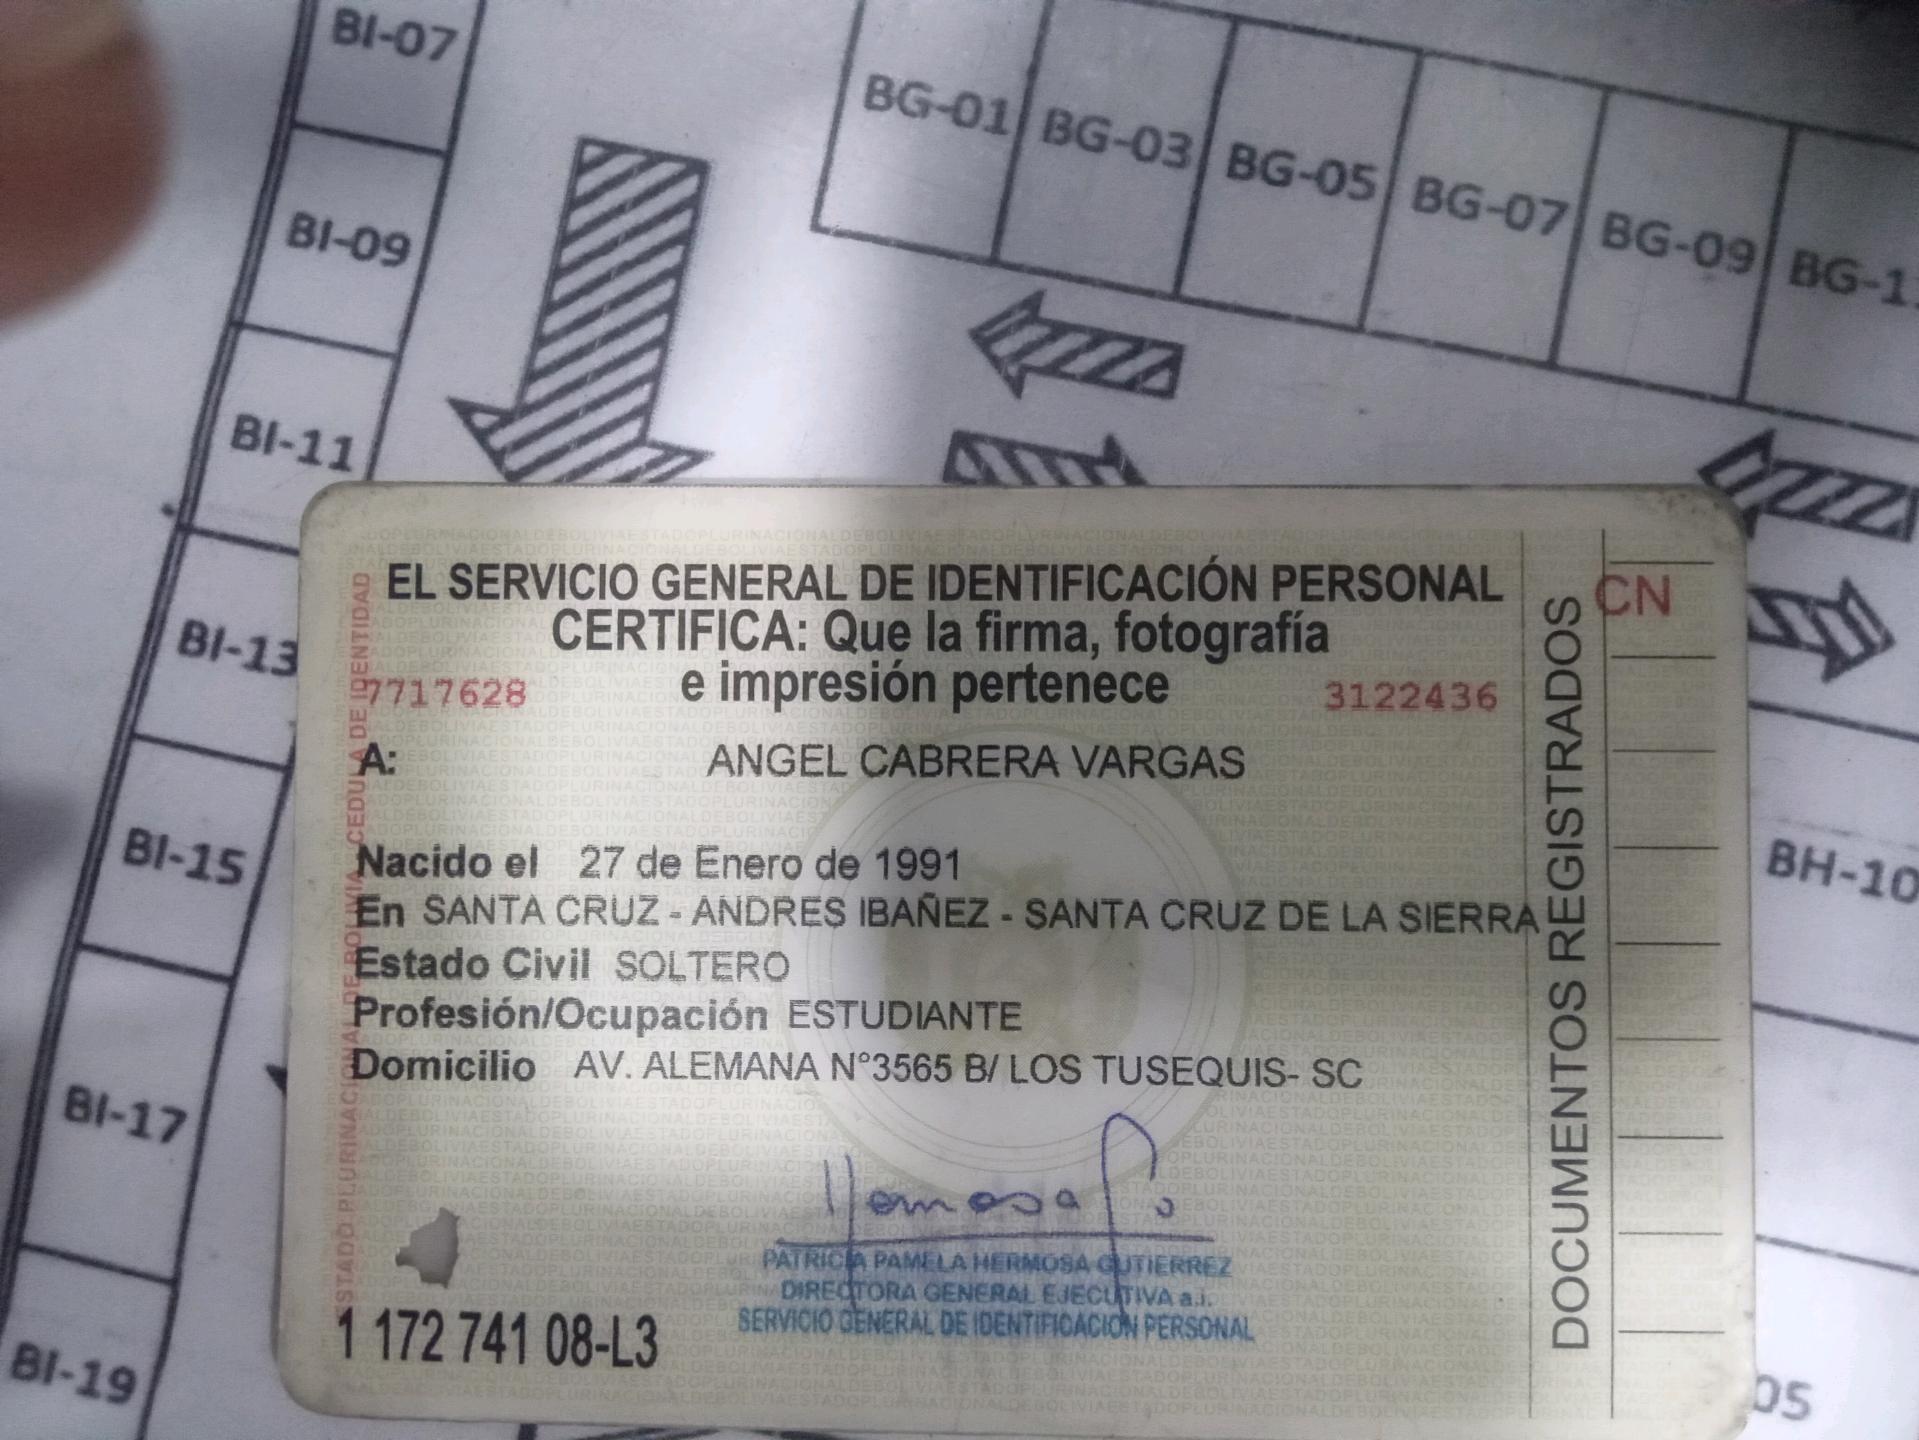 BI-07
BG-01
BG-03
BG-05
BG-07
BG-09
BI-09
BI-11
BI-13
BI-15
BI-17
BI-19
BH-10
05
EL SERVICIO GENERAL DE IDENTIFICACIÓN PERSONAL
CERTIFICA: Que la firma, fotografía
e impresión pertenece
7717628
3122436
A: ANGEL CABRERA VARGAS
Nacido el 27 de Enero de 1991
En SANTA CRUZ - ANDRES IBAÑEZ - SANTA CRUZ DE LA SIERRA
Estado Civil SOLTERO
Profesión/Ocupación ESTUDIANTE
Domicilio AV. ALEMANA N°3565 B/ LOS TUSEQUIS- SC
Hermosa
PATRICIA PAMELA HERMOSA GUTIERREZ
DIRECTORA GENERAL EJECUTIVA a.i.
SERVICIO GENERAL DE IDENTIFICACION PERSONAL
1 172 741 08-L3
ESTADO PLURINACIONAL DE BOLIVIA CEDULA DE IDENTIDAD
DOCUMENTOS REGISTRADOS
CN